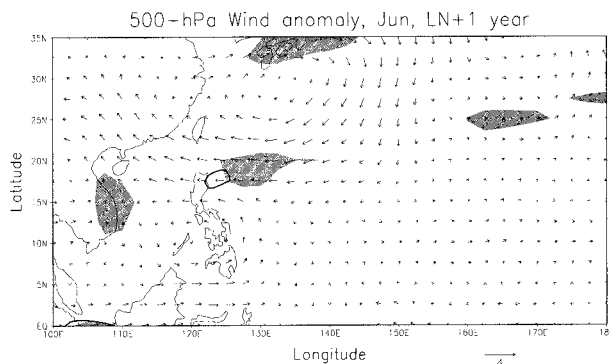 500-hPa Wind anomaly, Jun, LN+1 year
35N
30N
25N
20N
15N
10N
5N
EQ
Latitude
100E 110E 120E 130E 140E 150E 160E 170E 180
Longitude
4